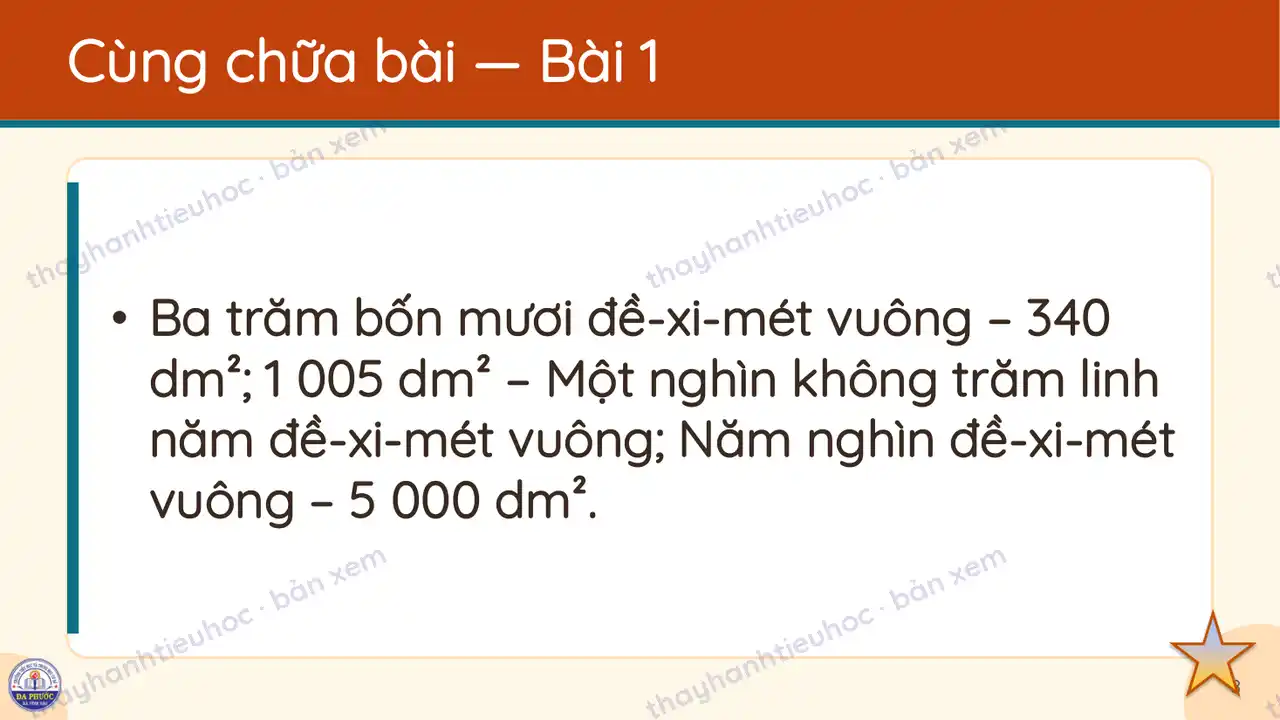 Cùng chữa bài — Bài 1
• Ba trăm bốn mươi đề-xi-mét vuông – 340
dm²; 1 005 dm² – Một nghìn không trăm linh
năm đề-xi-mét vuông; Năm nghìn đề-xi-mét
vuông – 5 000 dm².
thayhanhtieuhoc · bản xem
thayhanhtieuhoc · bản xem
thayhanhtieuhoc · bản xem
thayhanhtieuhoc · bản xem
ĐA PHƯỚC